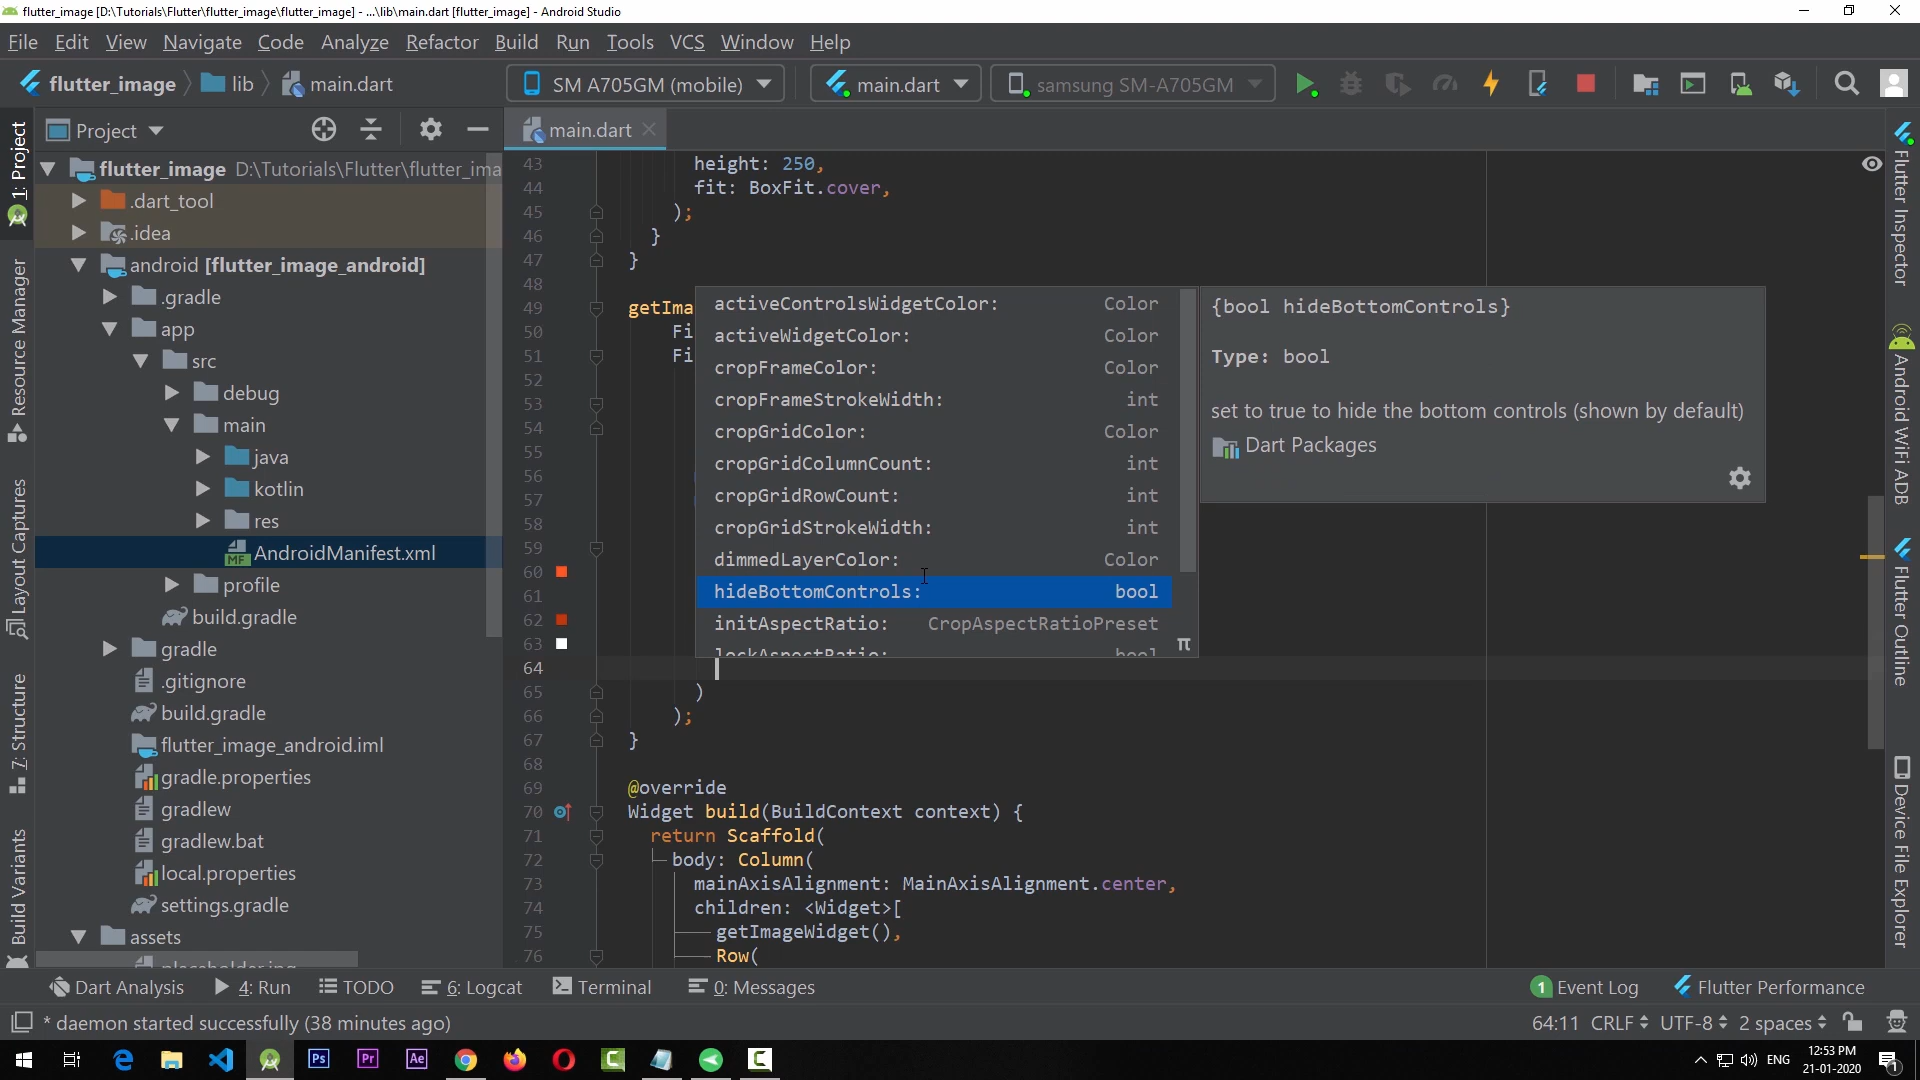 flutter_image [D:\Tutorials\Flutter\flutter_image\flutter_image] - ...\lib\main.dart [flutter_image] - Android Studio
File Edit View Navigate Code Analyze Refactor Build Run Tools VCS Window Help
flutter_image lib main.dart SM A705GM (mobile) main.dart samsung SM-A705GM
Project
main.dart
1: Project
Resource Manager
Layout Captures
7: Structure
Build Variants
flutter_image D:\Tutorials\Flutter\flutter_ima
.dart_tool
.idea
android [flutter_image_android]
.gradle
app
src
debug
main
java
kotlin
res
AndroidManifest.xml
profile
build.gradle
gradle
.gitignore
build.gradle
flutter_image_android.iml
gradle.properties
gradlew
gradlew.bat
local.properties
settings.gradle
assets
43 height: 250,
44 fit: BoxFit.cover,
45 );
46 }
47 }
48
49 getIma
50 Fi
51 Fi
52
53
54
55
56
57
58
59
60
61
62
63
64
65 )
66 );
67 }
68
69 @override
70 Widget build(BuildContext context) {
71 return Scaffold(
72 body: Column(
73 mainAxisAlignment: MainAxisAlignment.center,
74 children: <Widget>[
75 getImageWidget(),
76 Row(
activeControlsWidgetColor: Color
activeWidgetColor: Color
cropFrameColor: Color
cropFrameStrokeWidth: int
cropGridColor: Color
cropGridColumnCount: int
cropGridRowCount: int
cropGridStrokeWidth: int
dimmedLayerColor: Color
hideBottomControls: bool
initAspectRatio: CropAspectRatioPreset
lockAspectRatio: bool
π
{bool hideBottomControls}
Type: bool
set to true to hide the bottom controls (shown by default)
Dart Packages
Flutter Inspector
Android WiFi ADB
Flutter Outline
Device File Explorer
Dart Analysis 4: Run TODO 6: Logcat Terminal 0: Messages 1 Event Log Flutter Performance
* daemon started successfully (38 minutes ago) 64:11 CRLF UTF-8 2 spaces
Ps Pr Ae C C ENG 12:53 PM
21-01-2020
1